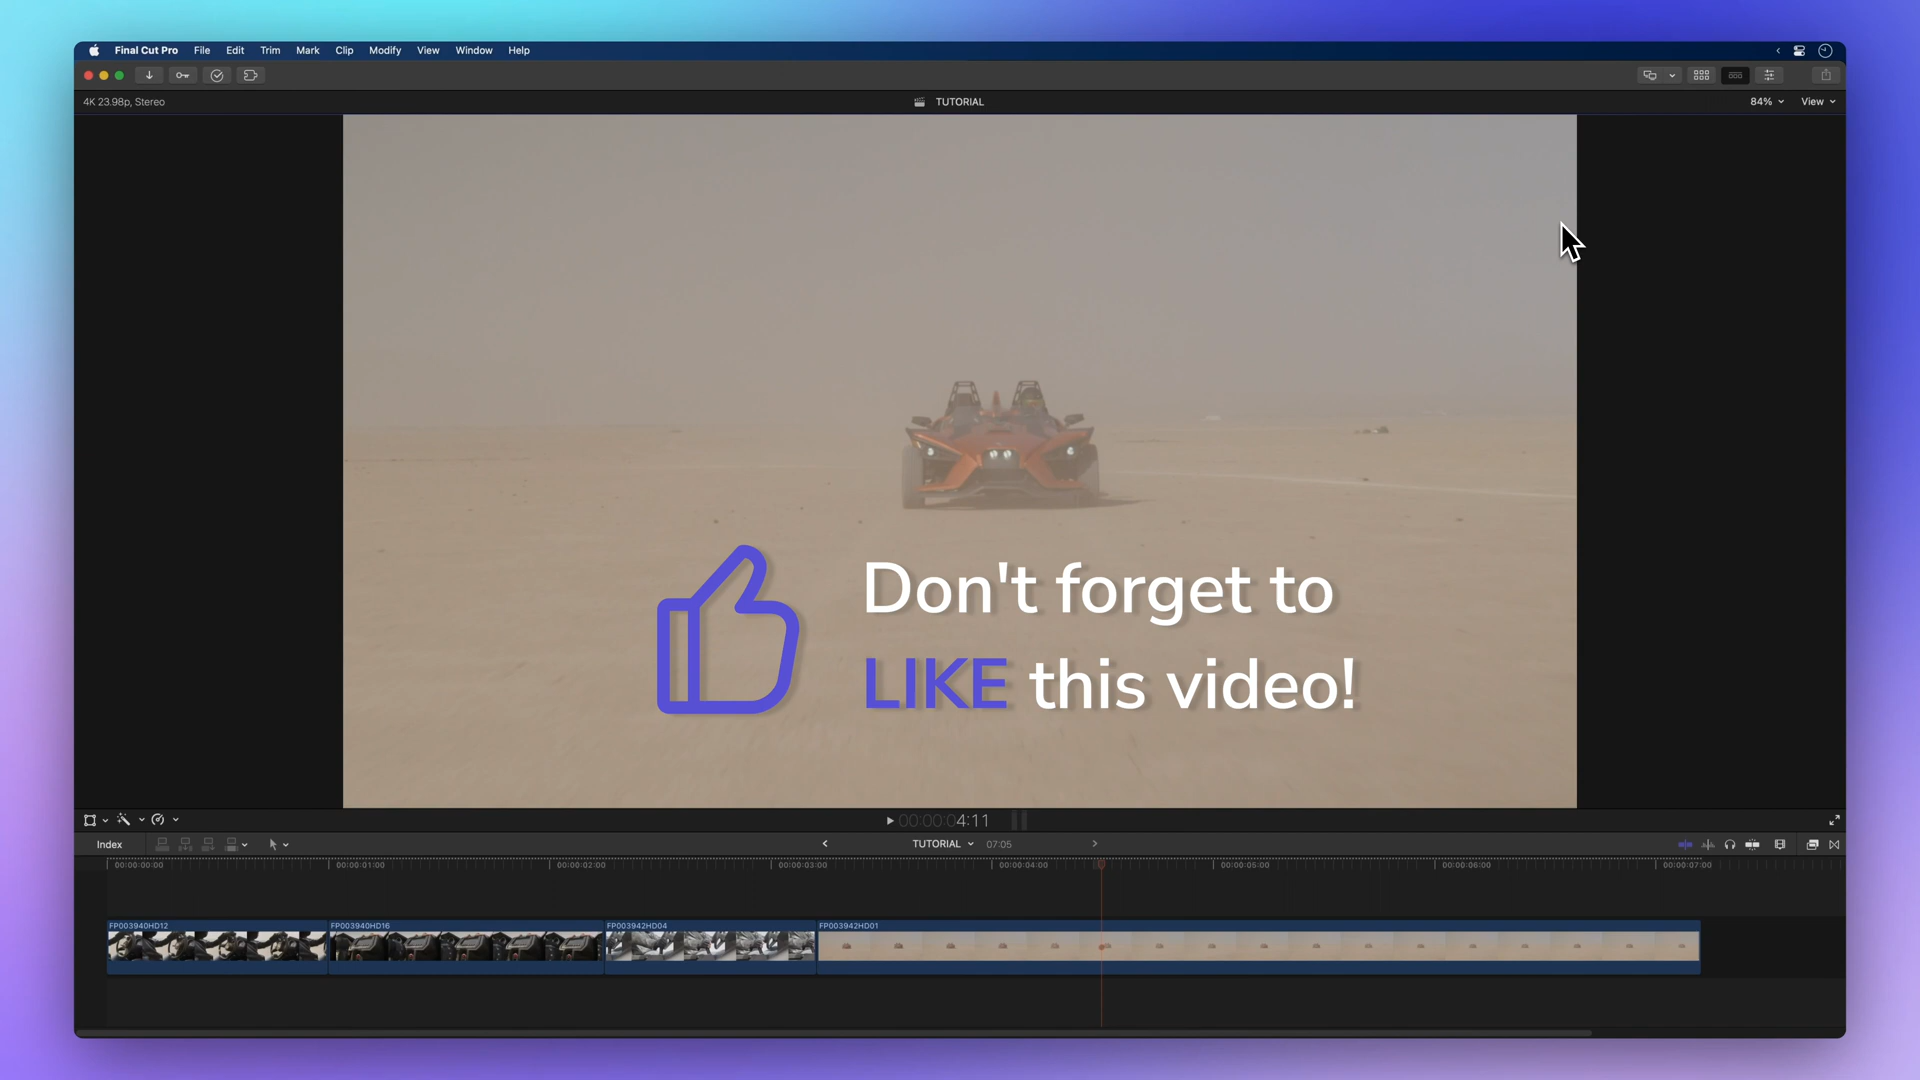 Final Cut Pro File Edit Trim Mark Clip Modify View Window Help
4K 23.98p, Stereo
TUTORIAL
84%
View
Don't forget to
LIKE this video!
00:00:04:11
Index
TUTORIAL
07:05
00:00:00:00 00:00:01:00 00:00:02:00 00:00:03:00 00:00:04:00 00:00:05:00 00:00:06:00 00:00:07:00
FP003940HD12 FP003940HD16 FP003942HD04 FP003942HD01